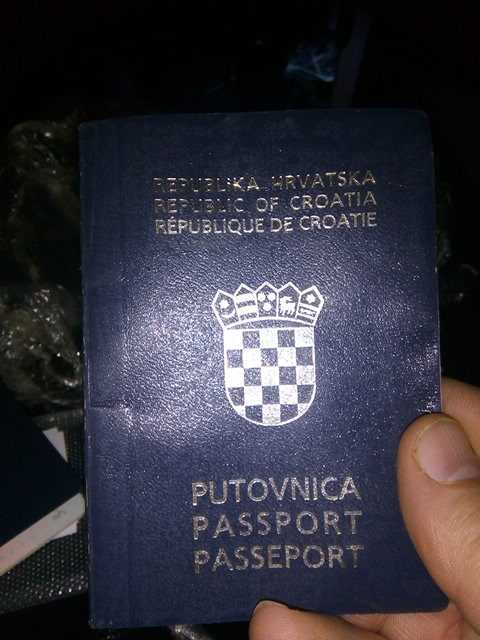 REPUBLIKA HRVATSKA
REPUBLIC OF CROATIA
RÉPUBLIQUE DE CROATIE
PUTOVNICA
PASSPORT
PASSEPORT